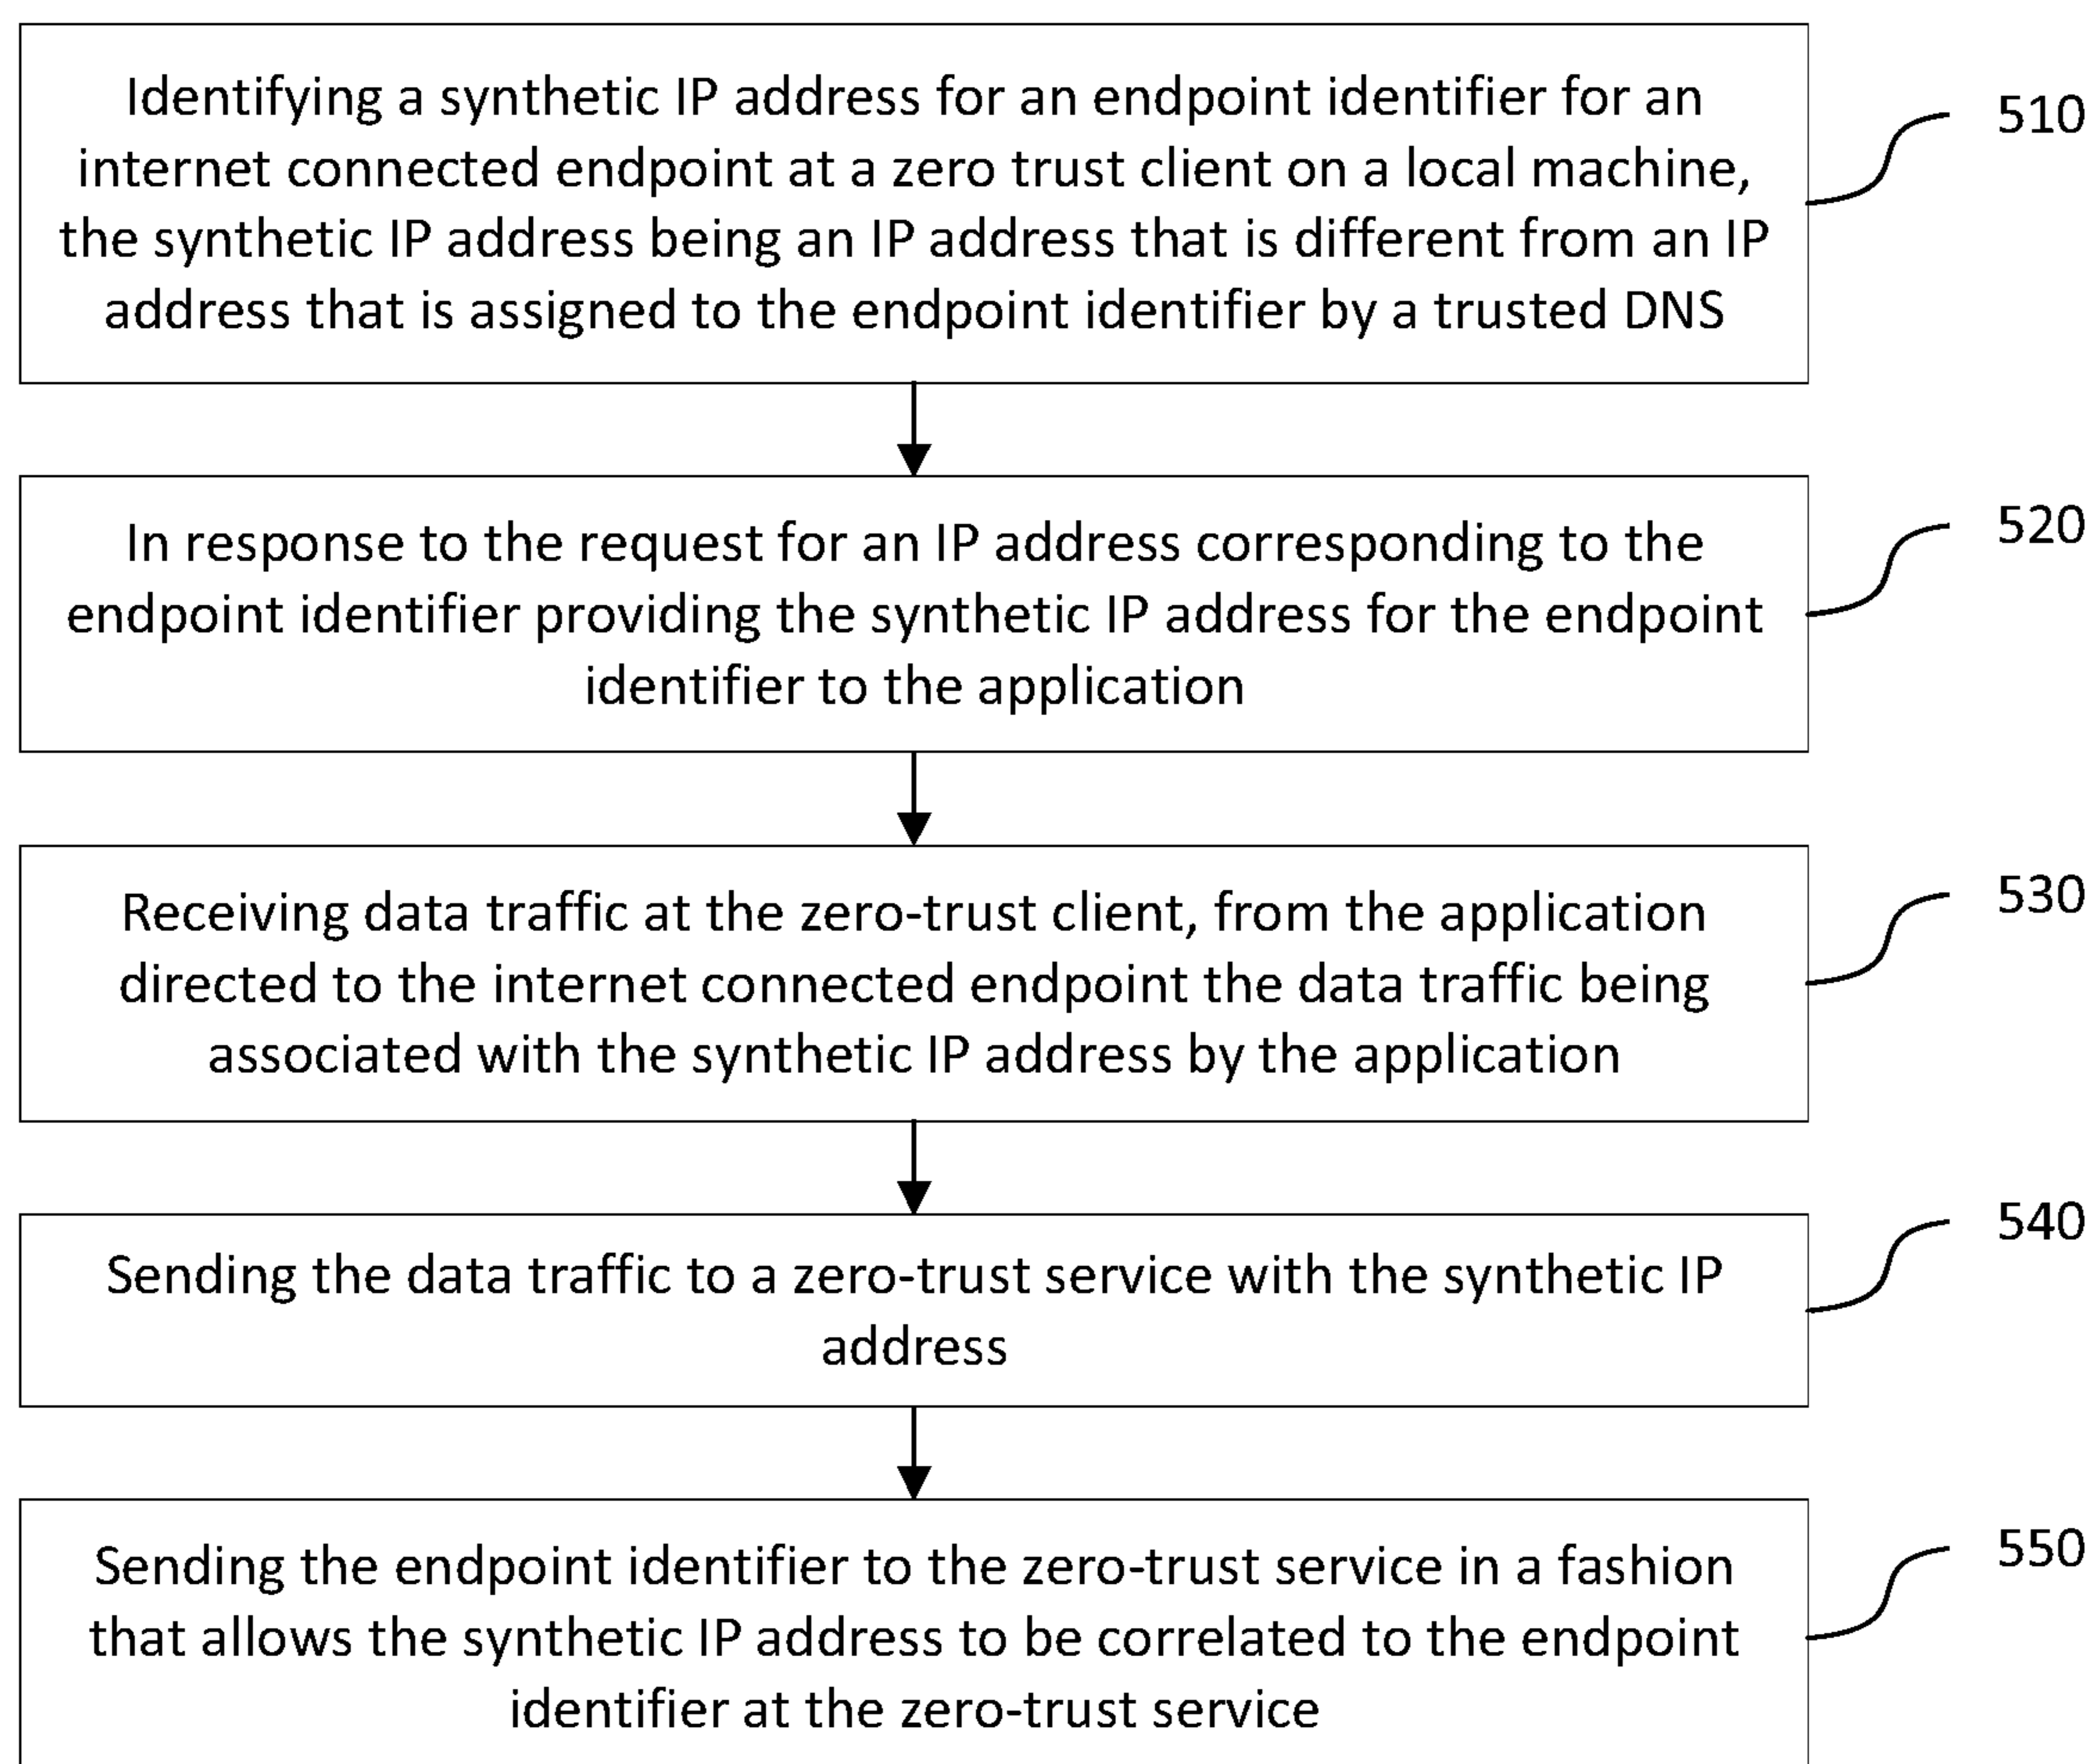 Identifying a synthetic IP address for an endpoint identifier for an
internet connected endpoint at a zero trust client on a local machine,
the synthetic IP address being an IP address that is different from an IP
address that is assigned to the endpoint identifier by a trusted DNS
510
In response to the request for an IP address corresponding to the
endpoint identifier providing the synthetic IP address for the endpoint
identifier to the application
520
Receiving data traffic at the zero-trust client, from the application
directed to the internet connected endpoint the data traffic being
associated with the synthetic IP address by the application
530
Sending the data traffic to a zero-trust service with the synthetic IP
address
540
Sending the endpoint identifier to the zero-trust service in a fashion
that allows the synthetic IP address to be correlated to the endpoint
identifier at the zero-trust service
550